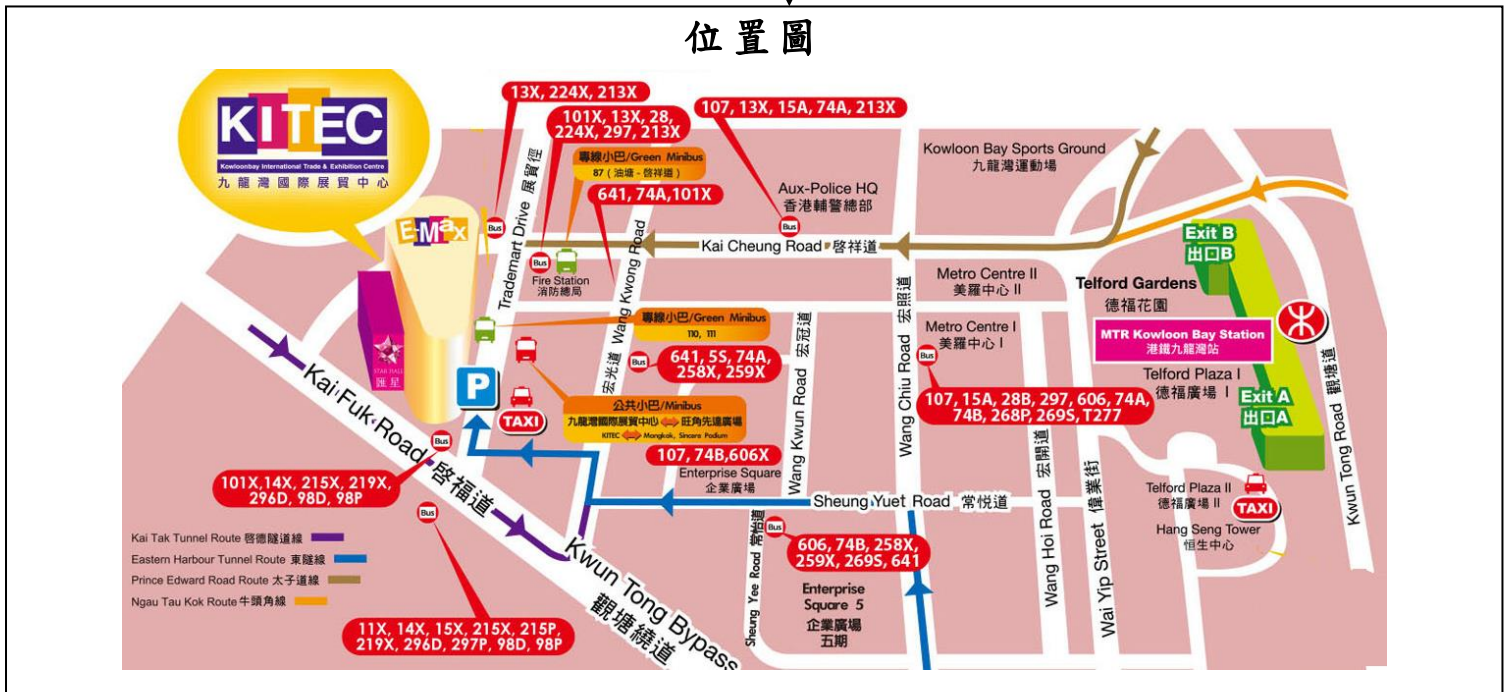 位置圖
KITEC
Kowloonbay International Trade & Exhibition Centre
九龍灣國際展貿中心
13X, 224X, 213X
101X, 13X, 28,
224X, 297, 213X
107, 13X, 15A, 74A, 213X
專線小巴/Green Minibus
87 (油塘 - 啓祥道)
641, 74A,101X
Aux-Police HQ
香港輔警總部
Kowloon Bay Sports Ground
九龍灣運動場
E-Max
Bus
Trademart Drive 展貿徑
Bus
Fire Station
消防總局
宏光道 Wang Kwong Road
Bus
Kai Cheung Road 啓祥道
Exit B
出口B
Metro Centre II
美羅中心 II
Telford Gardens
德福花園
STAR HALL
匯星
專線小巴/Green Minibus
110, 111
Metro Centre I
美羅中心 I
MTR Kowloon Bay Station
港鐵九龍灣站
Bus
641, 5S, 74A,
258X, 259X
Wang Kwun Road 宏冠道
Wang Chiu Road 宏照道
Bus
107, 15A, 28B, 297, 606, 74A,
74B, 268P, 269S, T277
Telford Plaza I
德福廣場 I
Exit A
出口A
Kwun Tong Road 觀塘道
P
TAXI
公共小巴/Minibus
九龍灣國際展貿中心 旺角先達廣場
KITEC Mongkok, Sincere Podium
107, 74B,606X
Enterprise Square
企業廣場
Kai Fuk Road 啓福道
Bus
101X,14X, 215X, 219X,
296D, 98D, 98P
Bus
Sheung Yuet Road 常悦道
Wang Hoi Road 宏開道
Wai Yip Street 偉業街
Telford Plaza II
德福廣場 II
TAXI
Hang Seng Tower
恒生中心
Kai Tak Tunnel Route 啓德隧道線
Eastern Harbour Tunnel Route 東隧線
Prince Edward Road Route 太子道線
Ngau Tau Kok Route 牛頭角線
Kwun Tong Bypass
觀塘繞道
Sheung Yee Road 常怡道
Bus
606, 74B, 258X,
259X, 269S, 641
Enterprise
Square 5
企業廣場
五期
11X, 14X, 15X, 215X, 215P,
219X, 296D, 297P, 98D, 98P